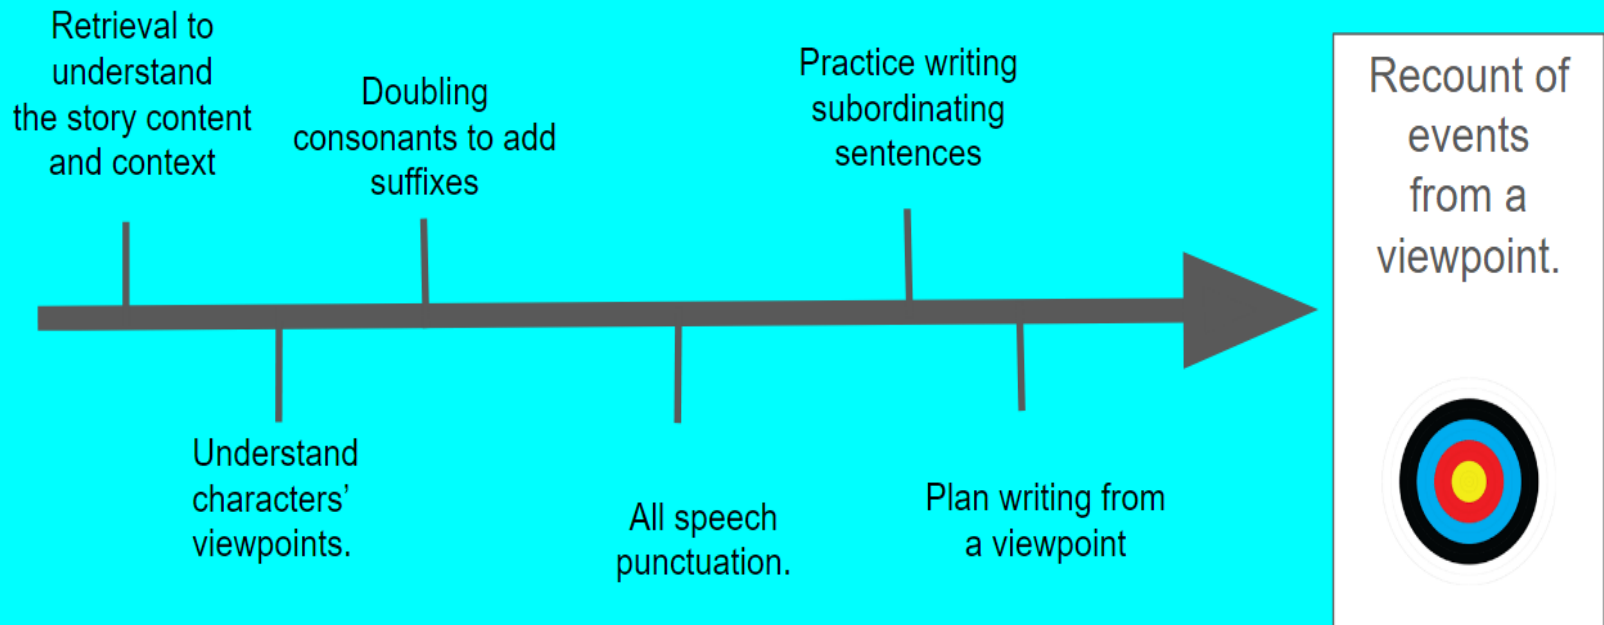 Retrieval to
understand
the story content
and context
Understand
characters’
viewpoints.
Doubling
consonants to add
suffixes
All speech
punctuation.
Practice writing
subordinating
sentences
Plan writing from
a viewpoint
Recount of
events
from a
viewpoint.